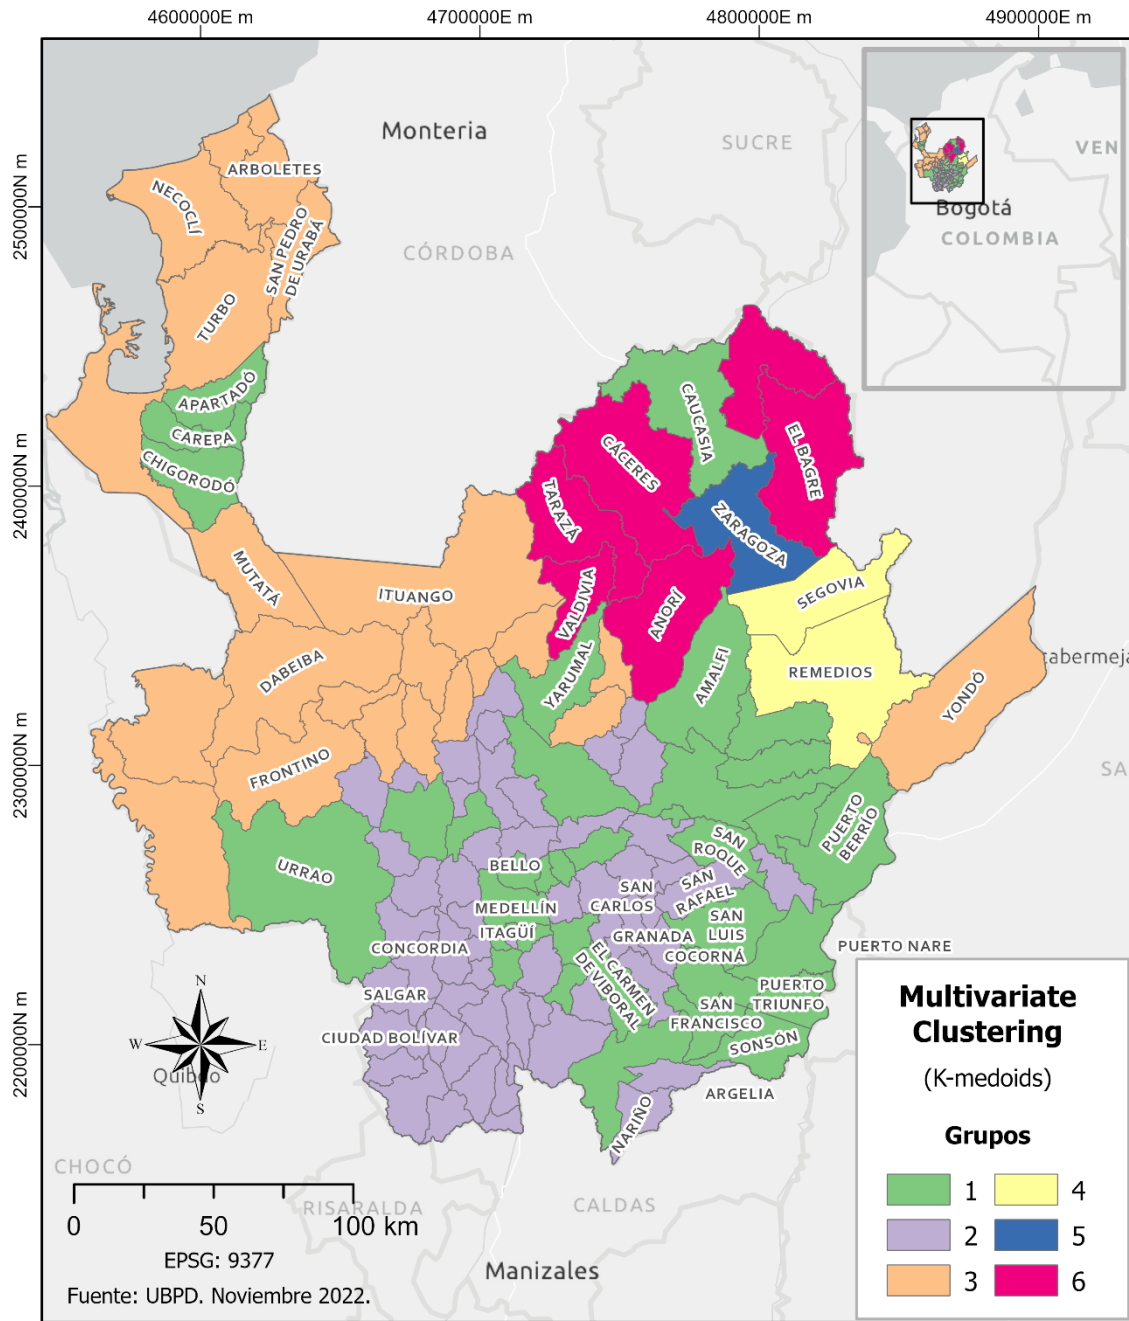 4600000E m
4700000E m
4800000E m
4900000E m
2500000N m
2400000N m
2300000N m
2200000N m
Monteria
SUCRE
CÓRDOBA
VEN
Bogotá
COLOMBIA
ARBOLETES
NECOCLÍ
SAN PEDRO
DE URABÁ
TURBO
APARTADÓ
CAREPA
CHIGORODÓ
MUTATÁ
ITUANGO
DABEIBA
FRONTINO
CAUCASIA
CÁCERES
EL BAGRE
TARAZÁ
ZARAGOZA
VALDIVIA
ANORÍ
SEGOVIA
REMEDIOS
YARUMAL
AMALFI
YONDÓ
cabermeja
SA
PUERTO
BERRÍO
URRAO
BELLO
SAN
ROQUE
SAN
RAFAEL
SAN
CARLOS
MEDELLÍN
ITAGÜÍ
SAN
LUIS
GRANADA
COCORNÁ
CONCORDIA
EL CARMEN
DE VIBORAL
PUERTO NARE
SALGAR
PUERTO
TRIUNFO
SAN
FRANCISCO
CIUDAD BOLÍVAR
SONSÓN
ARGELIA
NARIÑO
N
W
E
S
Quibdo
CHOCÓ
RISARALDA
CALDAS
Manizales
0 50 100 km
EPSG: 9377
Fuente: UBPD. Noviembre 2022.
Multivariate
Clustering
(K-medoids)
Grupos
1 4
2 5
3 6